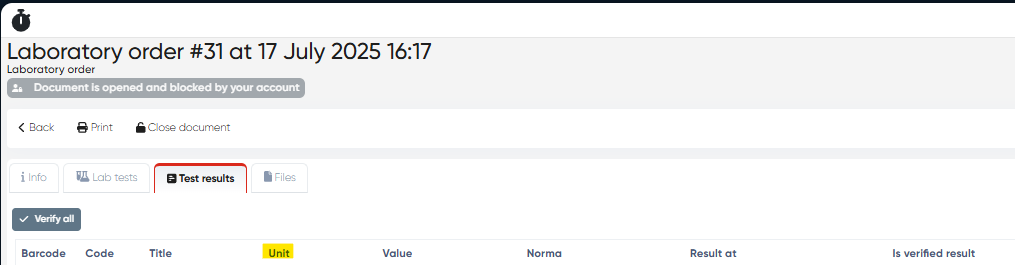 Laboratory order #31 at 17 July 2025 16:17
Laboratory order
Document is opened and blocked by your account
Back Print Close document
Info Lab tests Test results Files
Verify all
Barcode Code Title Unit Value Norma Result at Is verified result